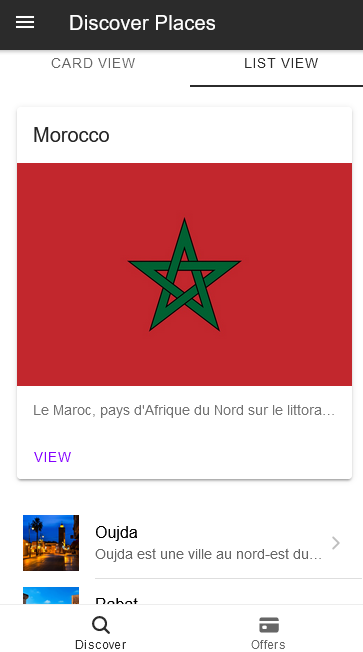 Discover Places
CARD VIEW
LIST VIEW
Morocco
Le Maroc, pays d'Afrique du Nord sur le littora...
VIEW
Oujda
Oujda est une ville au nord-est du...
Rabat
Discover
Offers